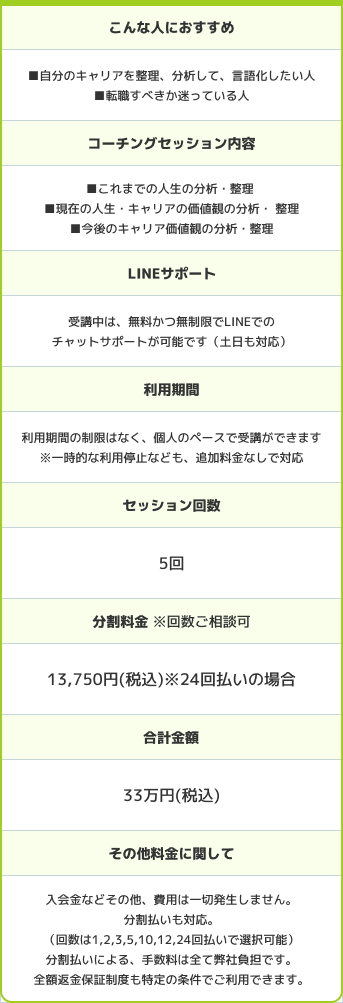 こんな人におすすめ
■自分のキャリアを整理、分析して、言語化したい人
■転職すべきか迷っている人
コーチングセッション内容
■これまでの人生の分析・整理
■現在の人生・キャリアの価値観の分析・ 整理
■今後のキャリア価値観の分析・整理
LINEサポート
受講中は、無料かつ無制限でLINEでの
チャットサポートが可能です（土日も対応）
利用期間
利用期間の制限はなく、個人のペースで受講ができます
※一時的な利用停止なども、追加料金なしで対応
セッション回数
5回
分割料金 ※回数ご相談可
13,750円(税込)※24回払いの場合
合計金額
33万円(税込)
その他料金に関して
入会金などその他、費用は一切発生しません。
分割払いも対応。
（回数は1,2,3,5,10,12,24回払いで選択可能）
分割払いによる、手数料は全て弊社負担です。
全額返金保証制度も特定の条件でご利用できます。